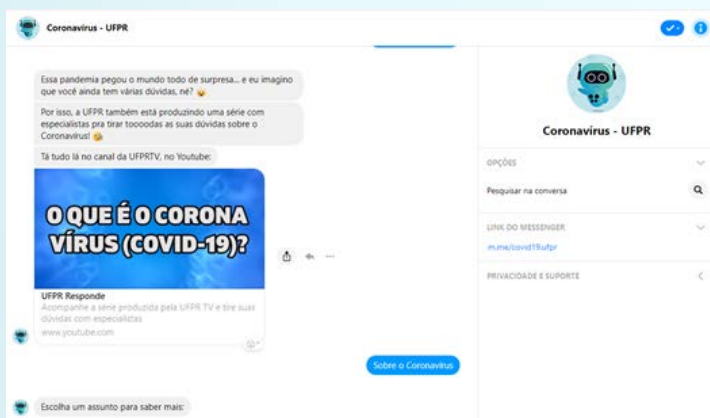 Coronavírus - UFPR
Essa pandemia pegou o mundo todo de surpresa... e eu imagino
que você ainda tem várias dúvidas, né?
Por isso, a UFPR também está produzindo uma série com
especialistas pra tirar toooodas as suas dúvidas sobre o
Coronavírus!
Tá tudo lá no canal da UFPRTV, no Youtube:
O QUE É O CORONA
VÍRUS (COVID-19)?
UFPR Responde
Acompanhe a série produzida pela UFPR TV e tire suas
dúvidas com especialistas
www.youtube.com
Sobre o Coronavírus
Escolha um assunto para saber mais:
Coronavírus - UFPR
OPÇÕES
Pesquisar na conversa
LINK DO MESSENGER
m.me/covid19ufpr
PRIVACIDADE E SUPORTE